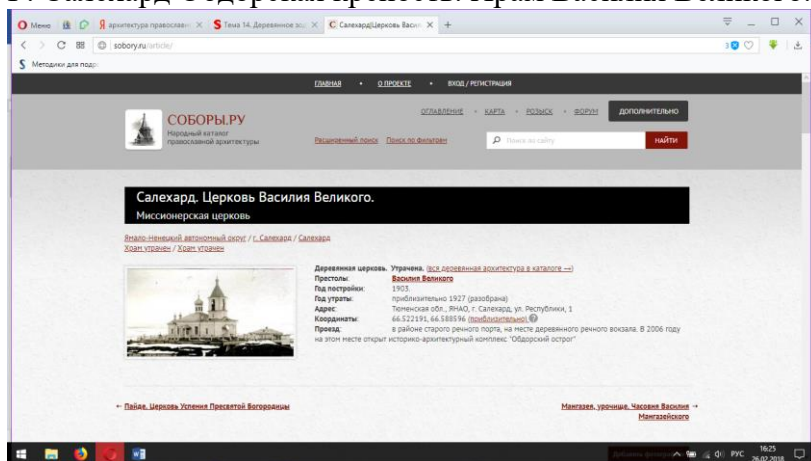 1. Салехард Обдорская крепость. Храм Василия Великого.
Меню
архитектура православн
Тема 14. Деревянное зо
Салехард|Церковь Васил
sobory.ru/article/
3
Методики для подр
ГЛАВНАЯ • О ПРОЕКТЕ • ВХОД / РЕГИСТРАЦИЯ
ОГЛАВЛЕНИЕ • КАРТА • РОЗЫСК • ФОРУМ ДОПОЛНИТЕЛЬНО
СОБОРЫ.РУ
Народный каталог
православной архитектуры
Расширенный поиск Поиск по фильтрам
Поиск по сайту
НАЙТИ
Салехард. Церковь Василия Великого.
Миссионерская церковь
Ямало-Ненецкий автономный округ / г. Салехард / Салехард
Храм утрачен / Храм утрачен
Деревянная церковь. Утрачена. (вся деревянная архитектура в каталоге →)
Престолы: Василия Великого
Год постройки: 1903.
Год утраты: приблизительно 1927 (разобрана)
Адрес: Тюменская обл., ЯНАО, г. Салехард, ул. Республики, 1
Координаты: 66.522191, 66.588596 (приблизительно)
Проезд: в районе старого речного порта, на месте деревянного речного вокзала. В 2006 году
на этом месте открыт историко-архитектурный комплекс "Обдорский острог"
← Пайде. Церковь Успения Пресвятой Богородицы
Мангазея, урочище. Часовня Василия →
Мангазейского
РУС
16:25
26.02.2018